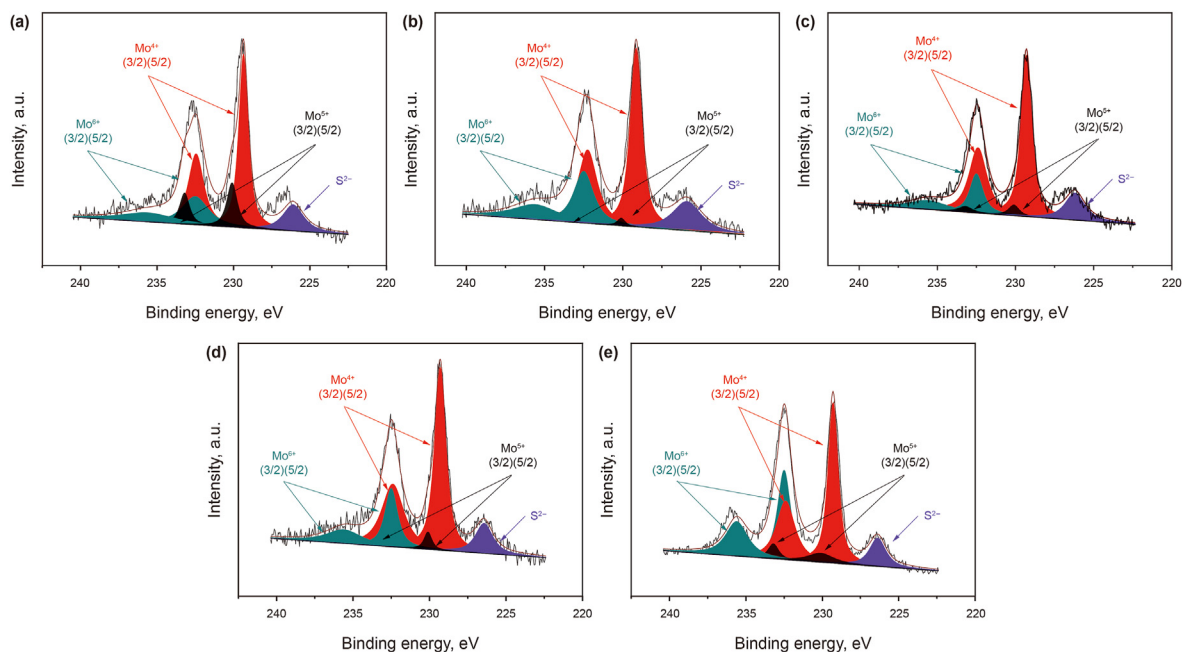 (a)
Mo⁴⁺
(3/2)(5/2)
Mo⁶⁺
(3/2)(5/2)
Mo⁵⁺
(3/2)(5/2)
S²⁻
Intensity, a.u.
240 235 230 225 220
Binding energy, eV
(b)
Mo⁴⁺
(3/2)(5/2)
Mo⁶⁺
(3/2)(5/2)
Mo⁵⁺
(3/2)(5/2)
S²⁻
Intensity, a.u.
240 235 230 225 220
Binding energy, eV
(c)
Mo⁴⁺
(3/2)(5/2)
Mo⁶⁺
(3/2)(5/2)
Mo⁵⁺
(3/2)(5/2)
S²⁻
Intensity, a.u.
240 235 230 225 220
Binding energy, eV
(d)
Mo⁴⁺
(3/2)(5/2)
Mo⁶⁺
(3/2)(5/2)
Mo⁵⁺
(3/2)(5/2)
S²⁻
Intensity, a.u.
240 235 230 225 220
Binding energy, eV
(e)
Mo⁴⁺
(3/2)(5/2)
Mo⁶⁺
(3/2)(5/2)
Mo⁵⁺
(3/2)(5/2)
S²⁻
Intensity, a.u.
240 235 230 225 220
Binding energy, eV